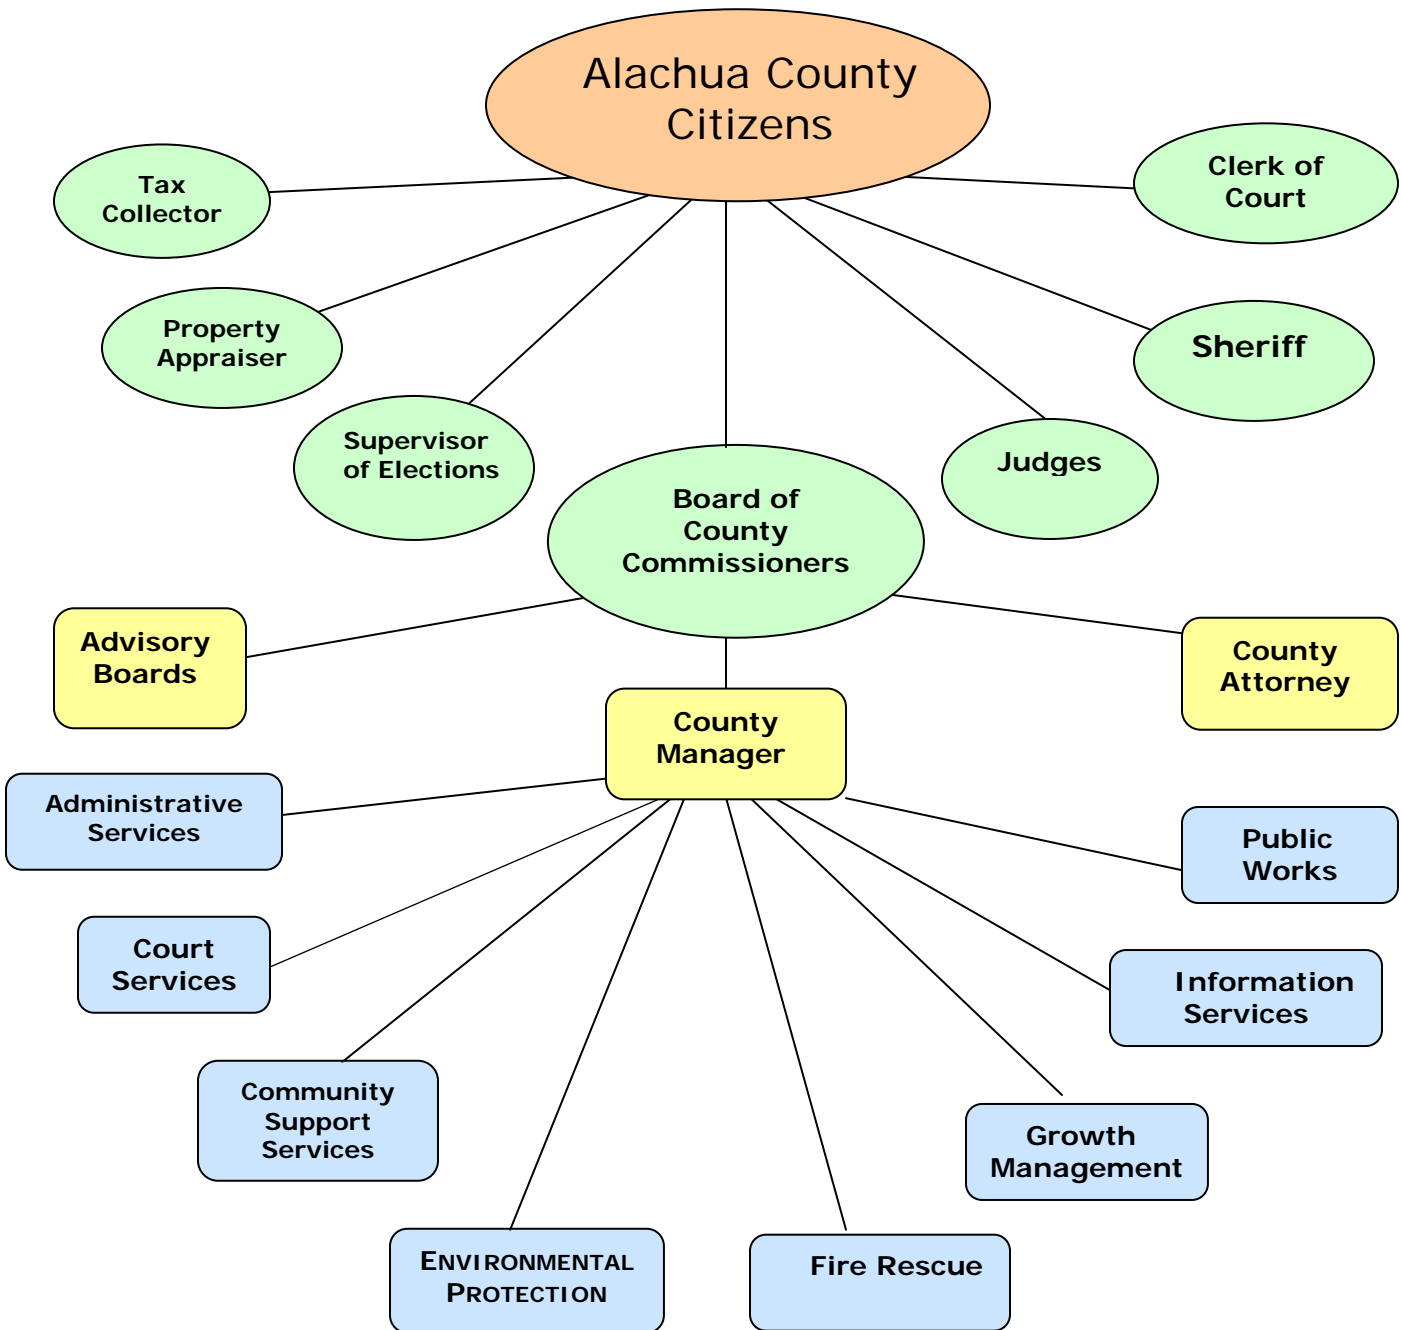 Alachua County
Citizens
Tax
Collector
Clerk of
Court
Property
Appraiser
Sheriff
Supervisor
of Elections
Judges
Board of
County
Commissioners
Advisory
Boards
County
Attorney
County
Manager
Administrative
Services
Public
Works
Court
Services
Information
Services
Community
Support
Services
Growth
Management
ENVIRONMENTAL
PROTECTION
Fire Rescue